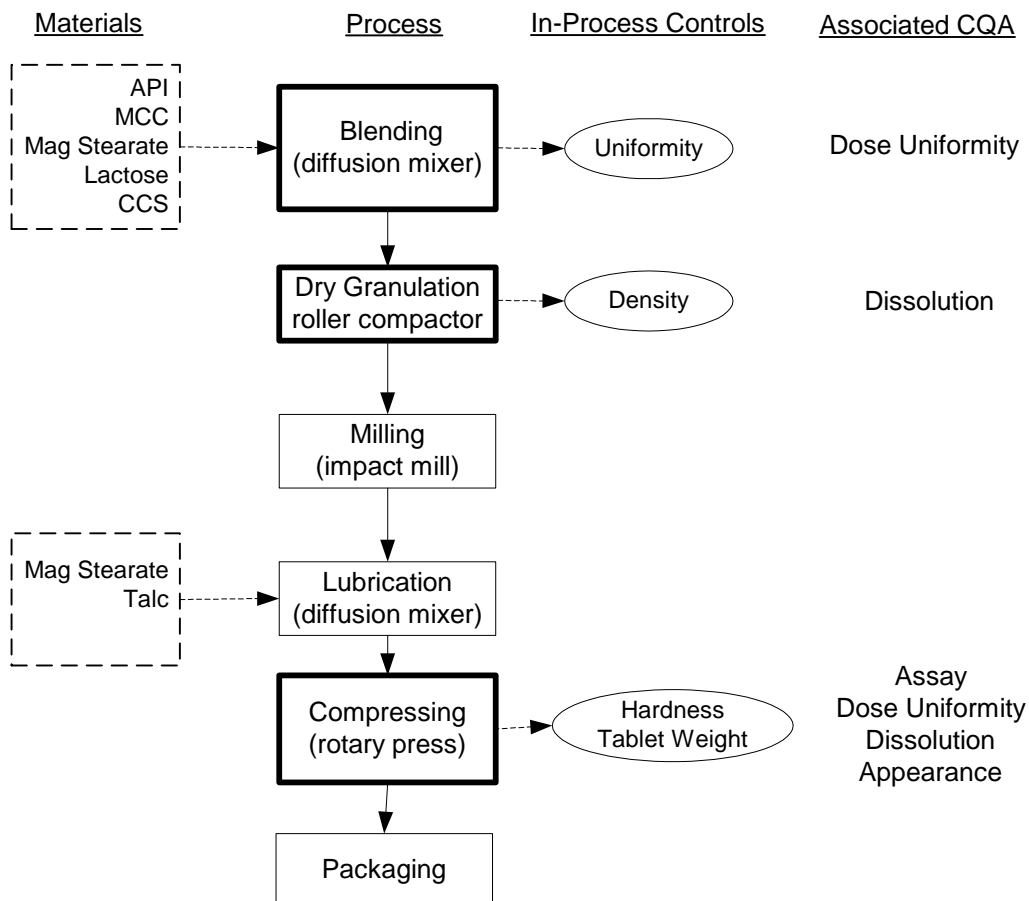 Materials
Process
In-Process Controls
Associated CQA
API
MCC
Mag Stearate
Lactose
CCS
Blending
(diffusion mixer)
Uniformity
Dose Uniformity
Dry Granulation
roller compactor
Density
Dissolution
Milling
(impact mill)
Mag Stearate
Talc
Lubrication
(diffusion mixer)
Compressing
(rotary press)
Hardness
Tablet Weight
Assay
Dose Uniformity
Dissolution
Appearance
Packaging